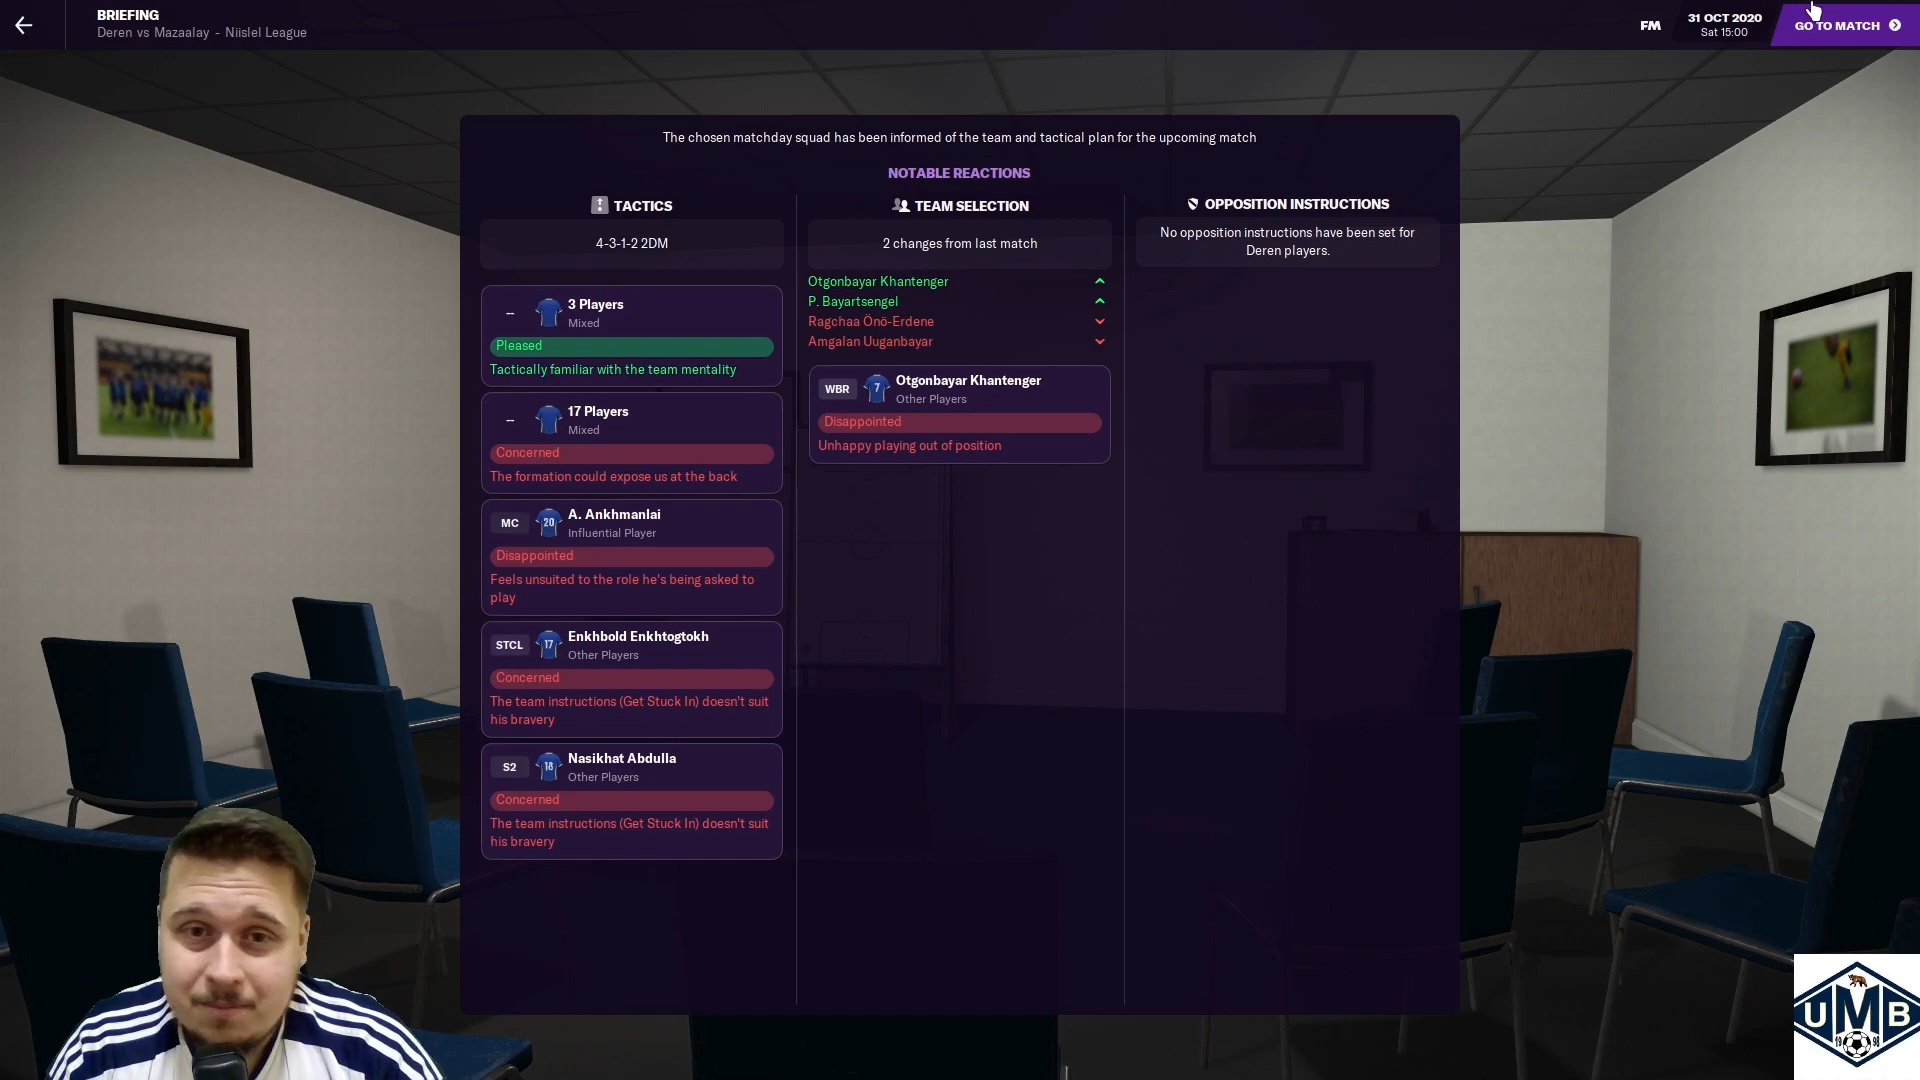 BRIEFING
Deren vs Mazaalay - Niislel League
FM
31 OCT 2020
Sat 15:00
GO TO MATCH
The chosen matchday squad has been informed of the team and tactical plan for the upcoming match
NOTABLE REACTIONS
TACTICS
4-3-1-2 2DM
--
3 Players
Mixed
Pleased
Tactically familiar with the team mentality
--
17 Players
Mixed
Concerned
The formation could expose us at the back
MC
20
A. Ankhmanlai
Influential Player
Disappointed
Feels unsuited to the role he's being asked to
play
STCL
17
Enkhbold Enkhtogtokh
Other Players
Concerned
The team instructions (Get Stuck In) doesn't suit
his bravery
S2
18
Nasikhat Abdulla
Other Players
Concerned
The team instructions (Get Stuck In) doesn't suit
his bravery
TEAM SELECTION
2 changes from last match
Otgonbayar Khantenger
P. Bayartsengel
Ragchaa Önö-Erdene
Amgalan Uuganbayar
WBR
7
Otgonbayar Khantenger
Other Players
Disappointed
Unhappy playing out of position
OPPOSITION INSTRUCTIONS
No opposition instructions have been set for
Deren players.
UMB
1998